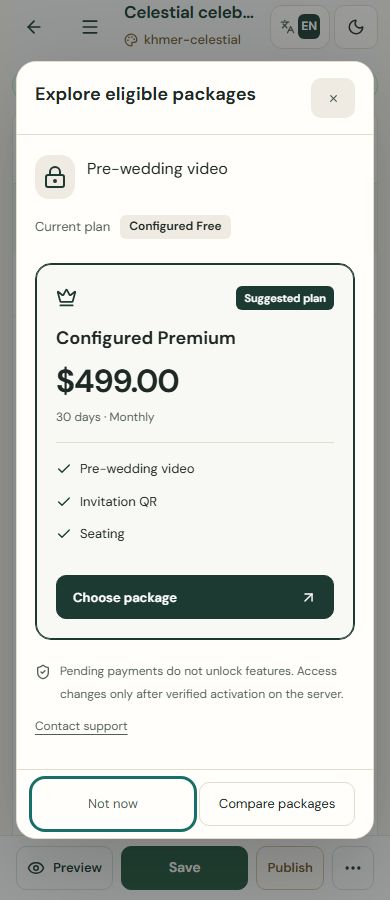 Celestial celeb...
khmer-celestial
EN
Explore eligible packages
Pre-wedding video
Current plan Configured Free
Suggested plan
Configured Premium
$499.00
30 days · Monthly
Pre-wedding video
Invitation QR
Seating
Choose package
Pending payments do not unlock features. Access
changes only after verified activation on the server.
Contact support
Not now Compare packages
Preview Save Publish